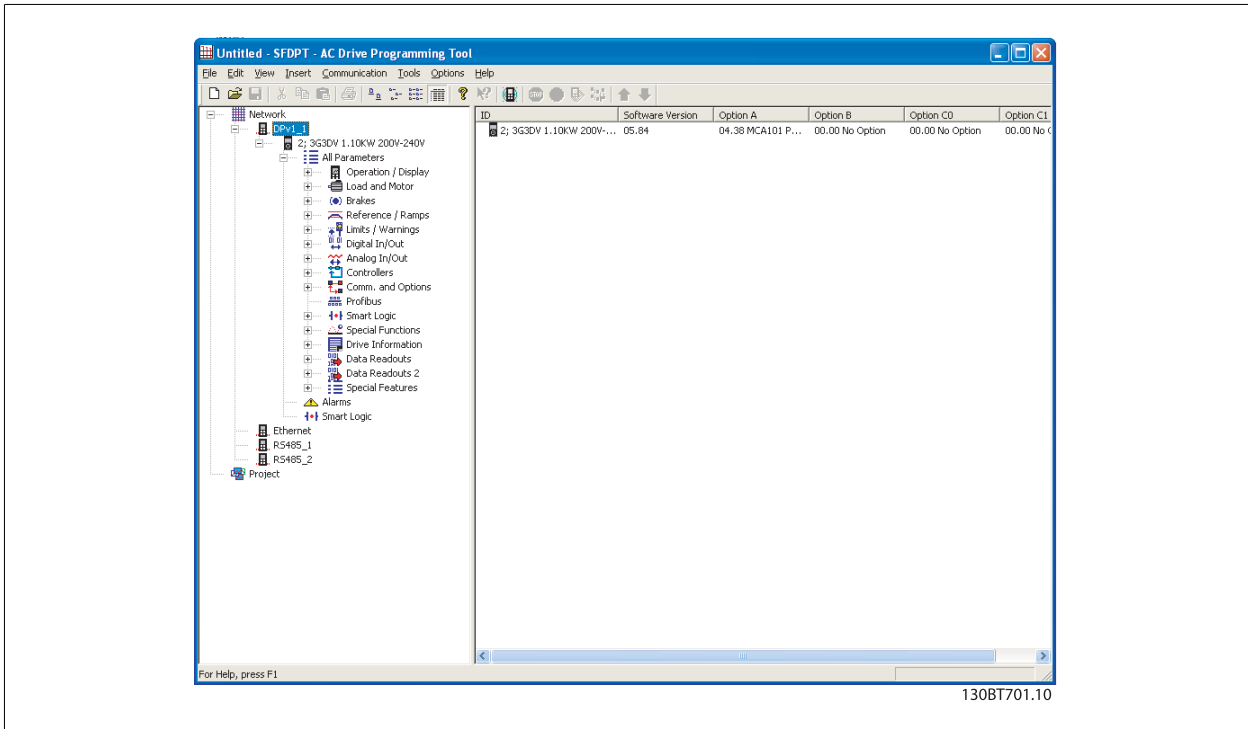 Untitled - SFDPT - AC Drive Programming Tool
File Edit View Insert Communication Tools Options Help
Network
DPv1_1
2; 3G3DV 1.10KW 200V-240V
All Parameters
Operation / Display
Load and Motor
Brakes
Reference / Ramps
Limits / Warnings
Digital In/Out
Analog In/Out
Controllers
Comm. and Options
Profibus
Smart Logic
Special Functions
Drive Information
Data Readouts
Data Readouts 2
Special Features
Alarms
Smart Logic
Ethernet
RS485_1
RS485_2
Project
ID Software Version Option A Option B Option C0 Option C1
2; 3G3DV 1.10KW 200V-... 05.84 04.38 MCA101 P... 00.00 No Option 00.00 No Option 00.00 No
For Help, press F1
130BT701.10